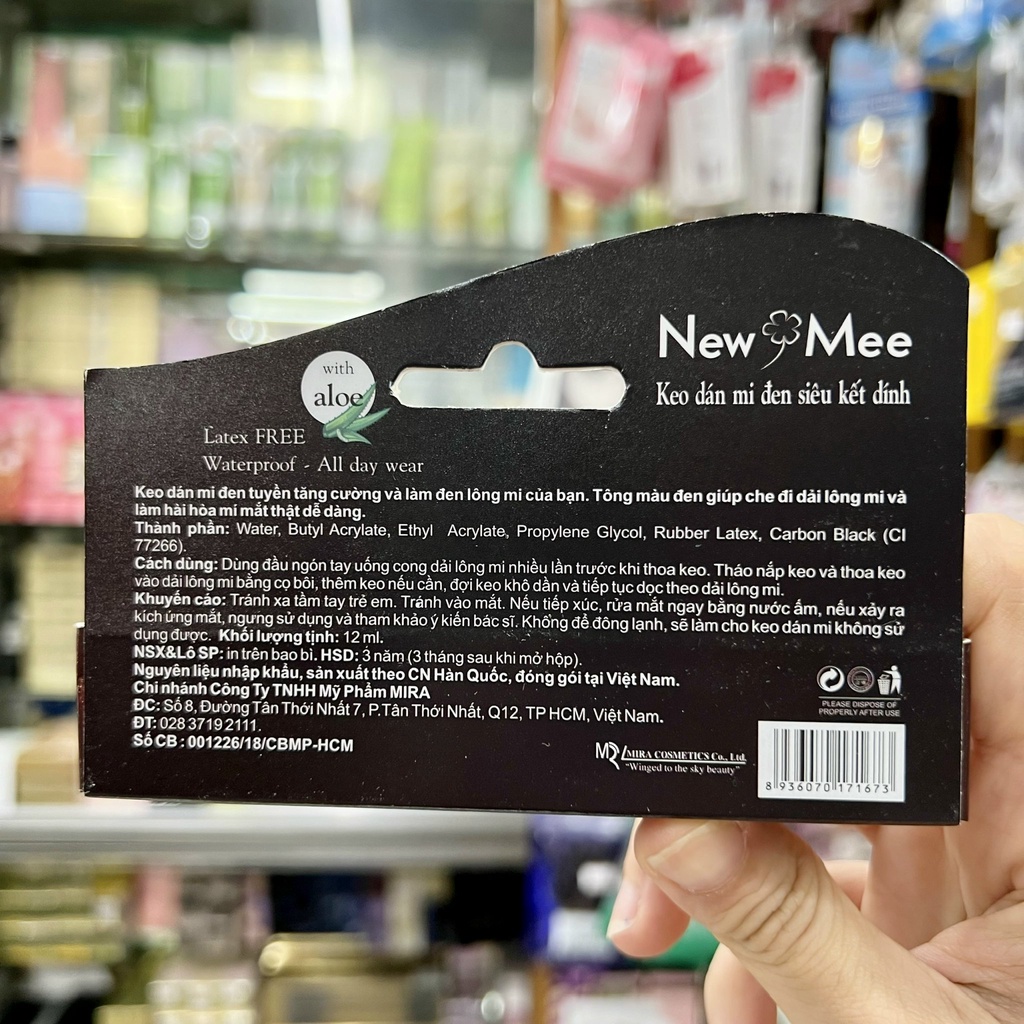 New Mee
Keo dán mi đen siêu kết dính
with
aloe
Latex FREE
Waterproof - All day wear
Keo dán mi đen tuyền tăng cường và làm đen lông mi của bạn. Tông màu đen giúp che đi dải lông mi và
làm hài hòa mi mắt thật dễ dàng.
Thành phần: Water, Butyl Acrylate, Ethyl Acrylate, Propylene Glycol, Rubber Latex, Carbon Black (CI
77266).
Cách dùng: Dùng đầu ngón tay uống cong dải lông mi nhiều lần trước khi thoa keo. Tháo nắp keo và thoa keo
vào dải lông mi bằng cọ bôi, thêm keo nếu cần, đợi keo khô dần và tiếp tục dọc theo dải lông mi.
Khuyến cáo: Tránh xa tầm tay trẻ em. Tránh vào mắt. Nếu tiếp xúc, rửa mắt ngay bằng nước ấm, nếu xảy ra
kích ứng mắt, ngưng sử dụng và tham khảo ý kiến bác sĩ. Không để đông lạnh, sẽ làm cho keo dán mi không sử
dụng được. Khối lượng tịnh: 12 ml.
NSX&Lô SP: in trên bao bì. HSD: 3 năm (3 tháng sau khi mở hộp).
Nguyên liệu nhập khẩu, sản xuất theo CN Hàn Quốc, đóng gói tại Việt Nam.
Chi nhánh Công Ty TNHH Mỹ Phẩm MIRA
ĐC: Số 8, Đường Tân Thới Nhất 7, P.Tân Thới Nhất, Q12, TP HCM, Việt Nam.
ĐT: 028 3719 2111.
Số CB : 001226/18/CBMP-HCM
PLEASE DISPOSE OF
PROPERLY AFTER USE
MIRA COSMETICS Co., Ltd.
"Winged to the sky beauty"
8 936070 171673